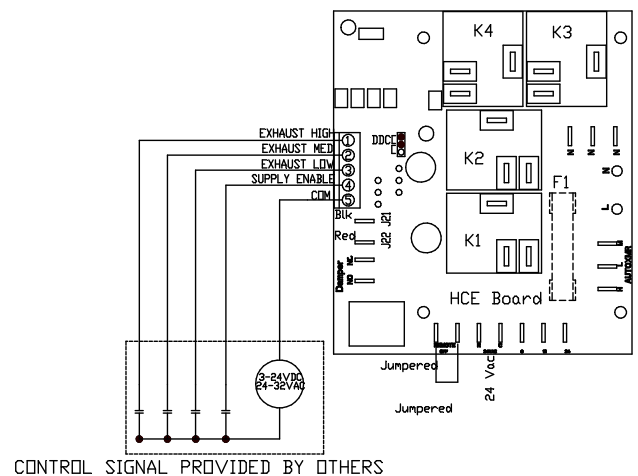 K4
K3
EXHAUST HIGH
1
EXHAUST MED
2
EXHAUST LOW
3
SUPPLY ENABLE
4
COM.
5
DDC
E
K2
N
N
N
N
F1
L
Blk
J21
Red
J22
K1
NC
NO
Damper
N
L
H
AUTOXMR
HCE Board
Jumpered
24 Vac
Jumpered
3-24VDC
24-32VAC
CONTROL SIGNAL PROVIDED BY OTHERS